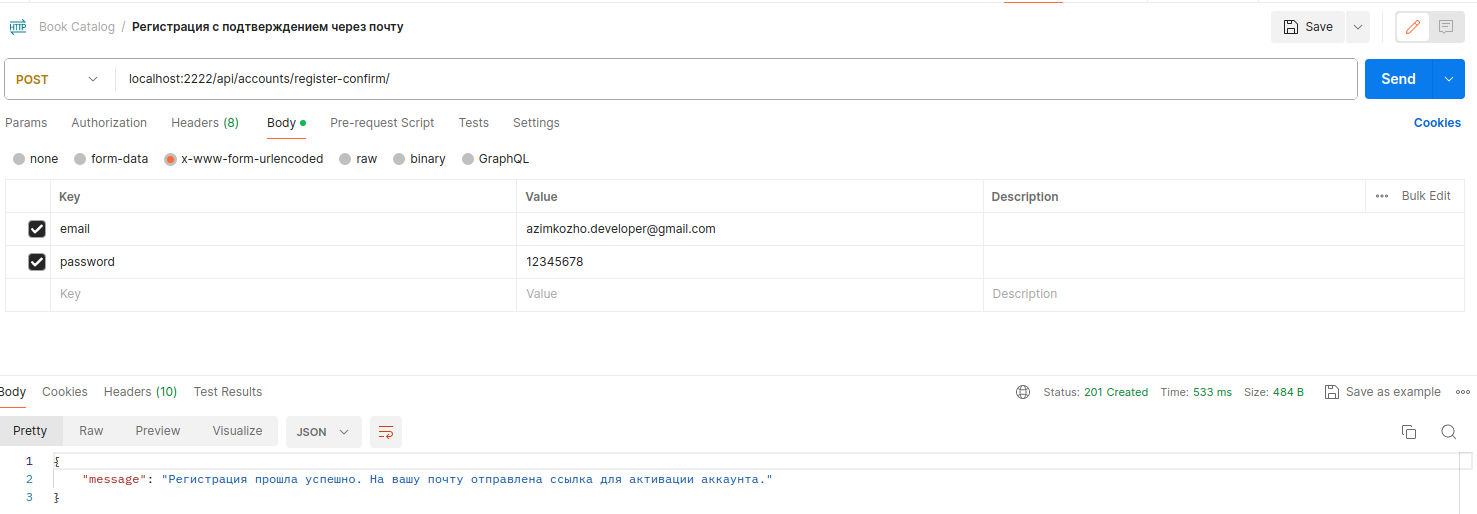 HTTP Book Catalog / Регистрация с подтверждением через почту Save
POST localhost:2222/api/accounts/register-confirm/ Send
Params Authorization Headers (8) Body Pre-request Script Tests Settings Cookies
none form-data x-www-form-urlencoded raw binary GraphQL
Key Value Description Bulk Edit
email azimkozho.developer@gmail.com
password 12345678
Key Value Description
Body Cookies Headers (10) Test Results Status: 201 Created Time: 533 ms Size: 484 B Save as example
Pretty Raw Preview Visualize JSON
1 {
2 "message": "Регистрация прошла успешно. На вашу почту отправлена ссылка для активации аккаунта."
3 }